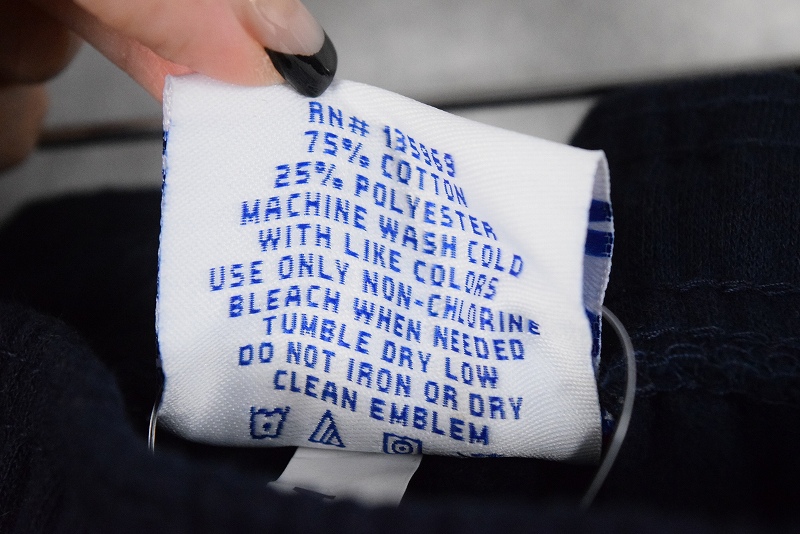 RN# 135969
75% COTTON
25% POLYESTER
MACHINE WASH COLD
WITH LIKE COLORS
USE ONLY NON-CHLORINE
BLEACH WHEN NEEDED
TUMBLE DRY LOW
DO NOT IRON OR DRY
CLEAN EMBLEM